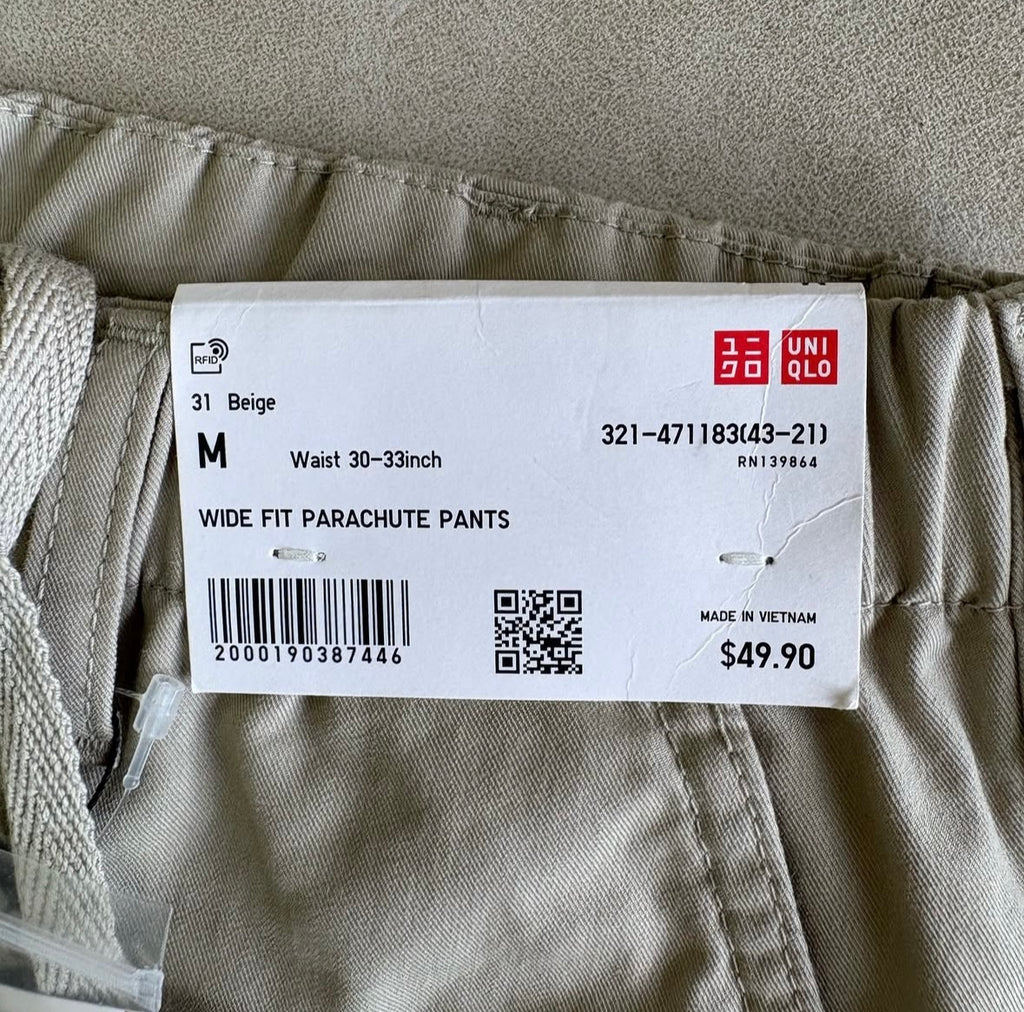 RFID
ユニ UNI
クロ QLO
31 Beige
321-471183(43-21)
M Waist 30-33inch
RN139864
WIDE FIT PARACHUTE PANTS
MADE IN VIETNAM
2000190387446
$49.90